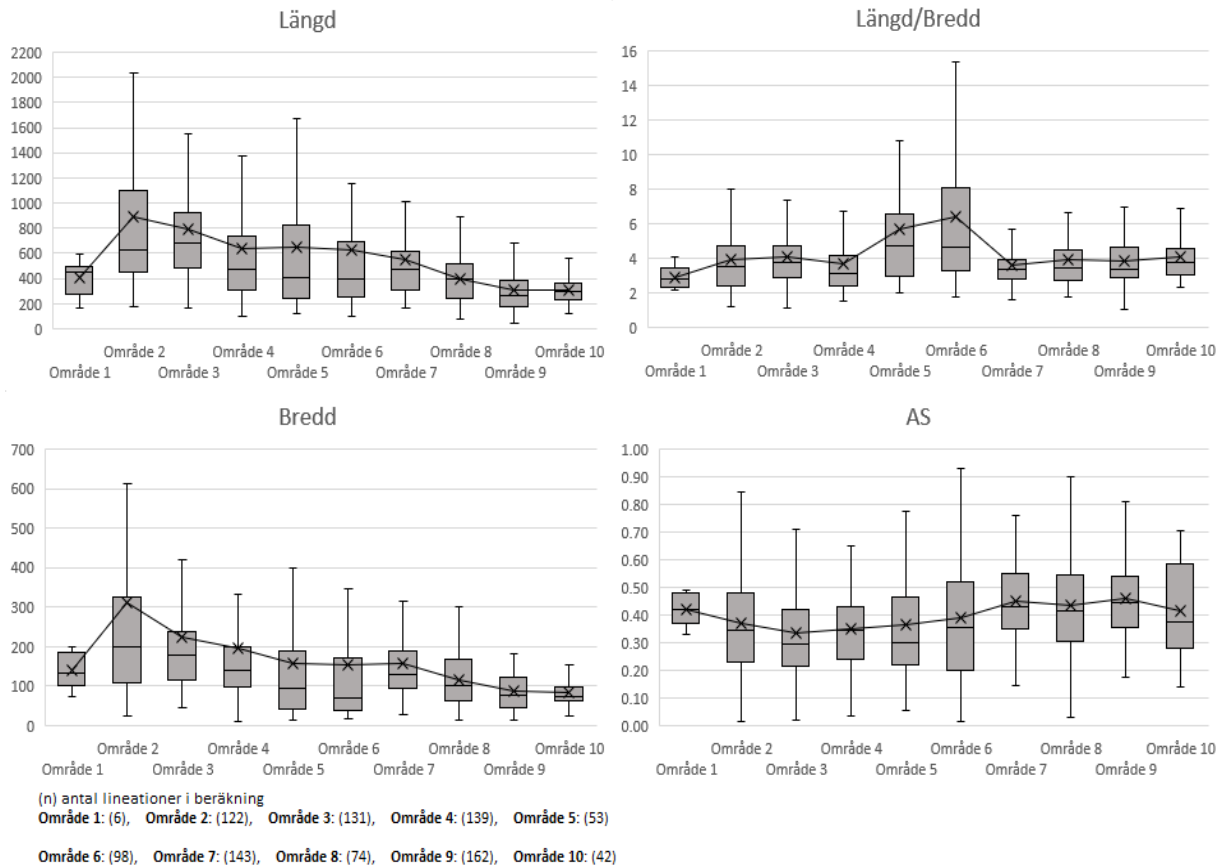 Längd
2200
2000
1800
1600
1400
1200
1000
800
600
400
200
0
Område 2 Område 4 Område 6 Område 8 Område 10
Område 1 Område 3 Område 5 Område 7 Område 9
Längd/Bredd
16
14
12
10
8
6
4
2
0
Område 2 Område 4 Område 6 Område 8 Område 10
Område 1 Område 3 Område 5 Område 7 Område 9
Bredd
700
600
500
400
300
200
100
0
Område 2 Område 4 Område 6 Område 8 Område 10
Område 1 Område 3 Område 5 Område 7 Område 9
AS
1.00
0.90
0.80
0.70
0.60
0.50
0.40
0.30
0.20
0.10
0.00
Område 2 Område 4 Område 6 Område 8 Område 10
Område 1 Område 3 Område 5 Område 7 Område 9
(n) antal lineationer i beräkning
Område 1: (6), Område 2: (122), Område 3: (131), Område 4: (139), Område 5: (53)
Område 6: (98), Område 7: (143), Område 8: (74), Område 9: (162), Område 10: (42)